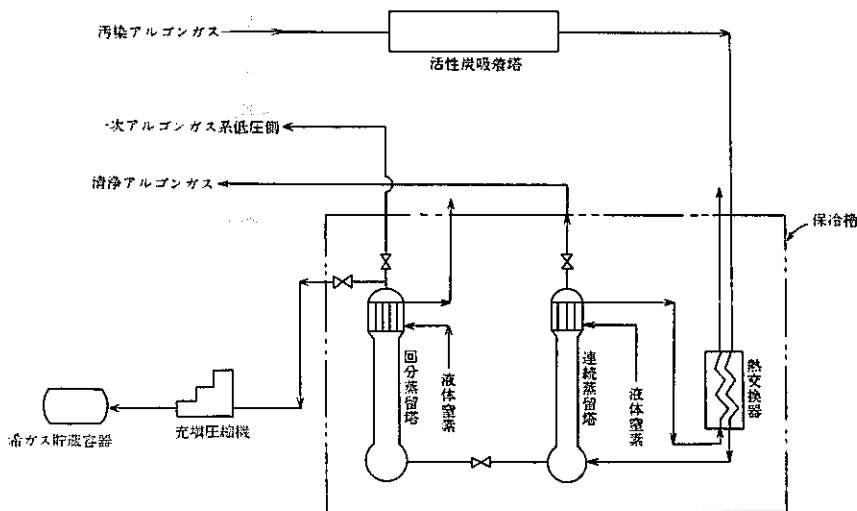 汚染アルゴンガス
活性炭吸着塔
一次アルゴンガス系低圧側
清浄アルゴンガス
保冷槽
回分蒸留塔
液体窒素
連続蒸留塔
液体窒素
熱交換器
希ガス貯蔵容器
充填圧縮機